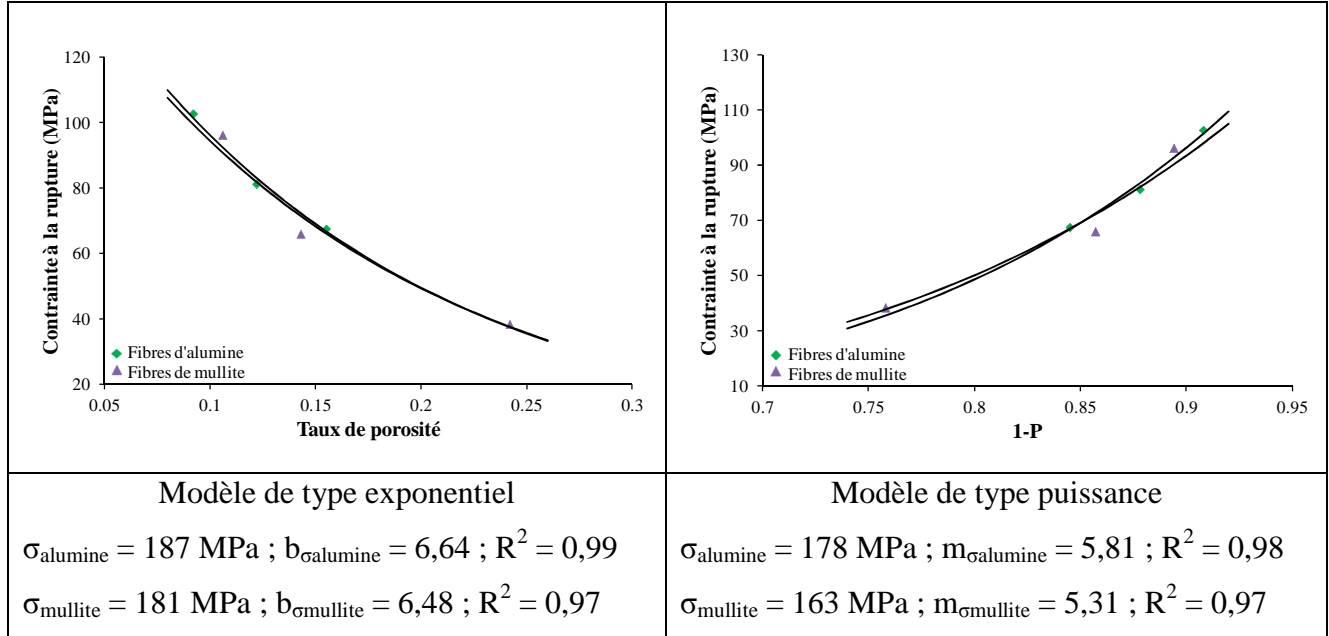 120
100
80
60
40
20
0.05
0.1
0.15
0.2
0.25
0.3
Contrainte à la rupture (MPa)
Taux de porosité
Fibres d'alumine
Fibres de mullite
130
110
90
70
50
30
10
0.7
0.75
0.8
0.85
0.9
0.95
Contrainte à la rupture (MPa)
1-P
Fibres d'alumine
Fibres de mullite
Modèle de type exponentiel
σalumine = 187 MPa ; bσalumine = 6,64 ; R² = 0,99
σmullite = 181 MPa ; bσmullite = 6,48 ; R² = 0,97
Modèle de type puissance
σalumine = 178 MPa ; mσalumine = 5,81 ; R² = 0,98
σmullite = 163 MPa ; mσmullite = 5,31 ; R² = 0,97